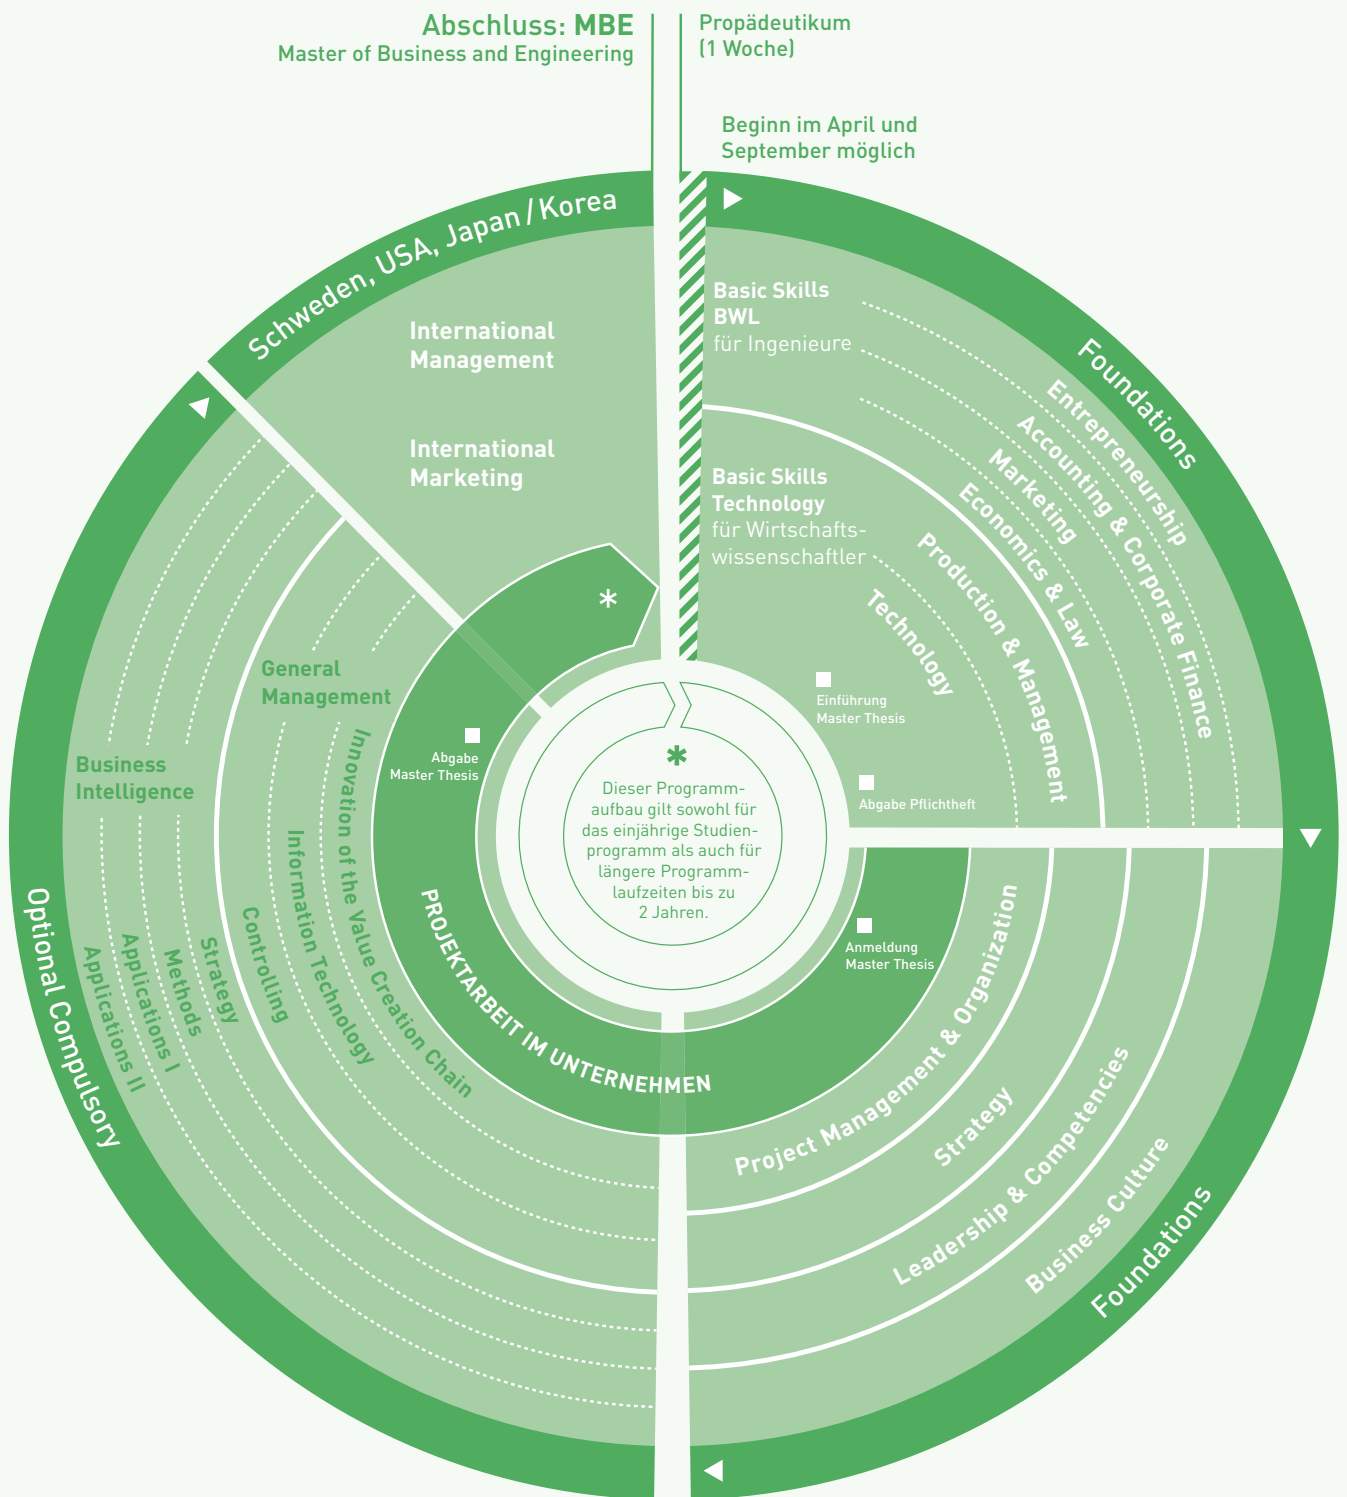 Abschluss: MBE
Master of Business and Engineering
Propädeutikum
(1 Woche)
Beginn im April und
September möglich
Schweden, USA, Japan / Korea
International
Management
International
Marketing
Basic Skills
BWL
für Ingenieure
Foundations
Entrepreneurship
Accounting & Corporate Finance
Marketing
Economics & Law
Basic Skills
Technology
für Wirtschafts-
wissenschaftler
Production & Management
Technology
Einführung
Master Thesis
Abgabe Pflichtheft
Anmeldung
Master Thesis
Project Management & Organization
Strategy
Leadership & Competencies
Business Culture
Foundations
*
General
Management
Abgabe
Master Thesis
Business
Intelligence
Innovation of the Value Creation Chain
Information Technology
Controlling
Strategy
Methods
Applications I
Applications II
Optional Compulsory
PROJEKTARBEIT IM UNTERNEHMEN
*
Dieser Programm-
aufbau gilt sowohl für
das einjährige Studien-
programm als auch für
längere Programm-
laufzeiten bis zu
2 Jahren.